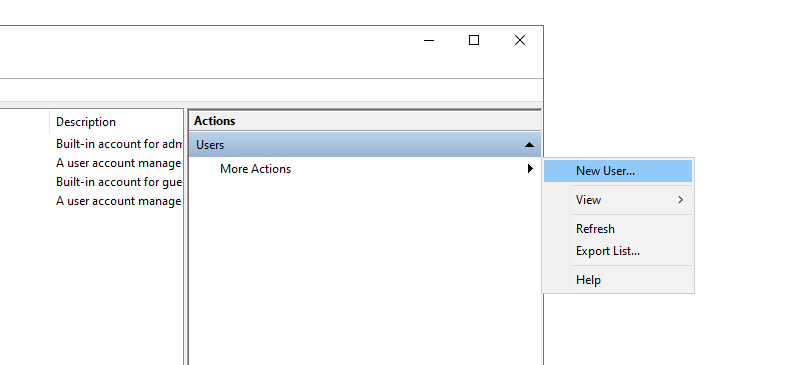 Description
Built-in account for adm
A user account manage
Built-in account for gue
A user account manage
Actions
Users
More Actions
New User...
View
Refresh
Export List...
Help